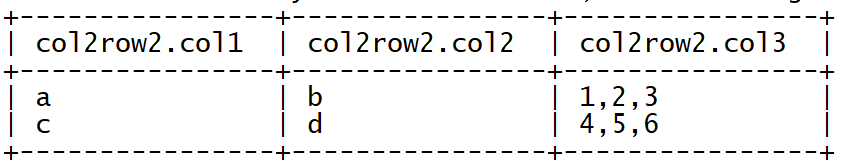 +----------------+----------------+----------------+
| col2row2.col1 | col2row2.col2 | col2row2.col3 |
+----------------+----------------+----------------+
| a | b | 1,2,3 |
| c | d | 4,5,6 |
+----------------+----------------+----------------+